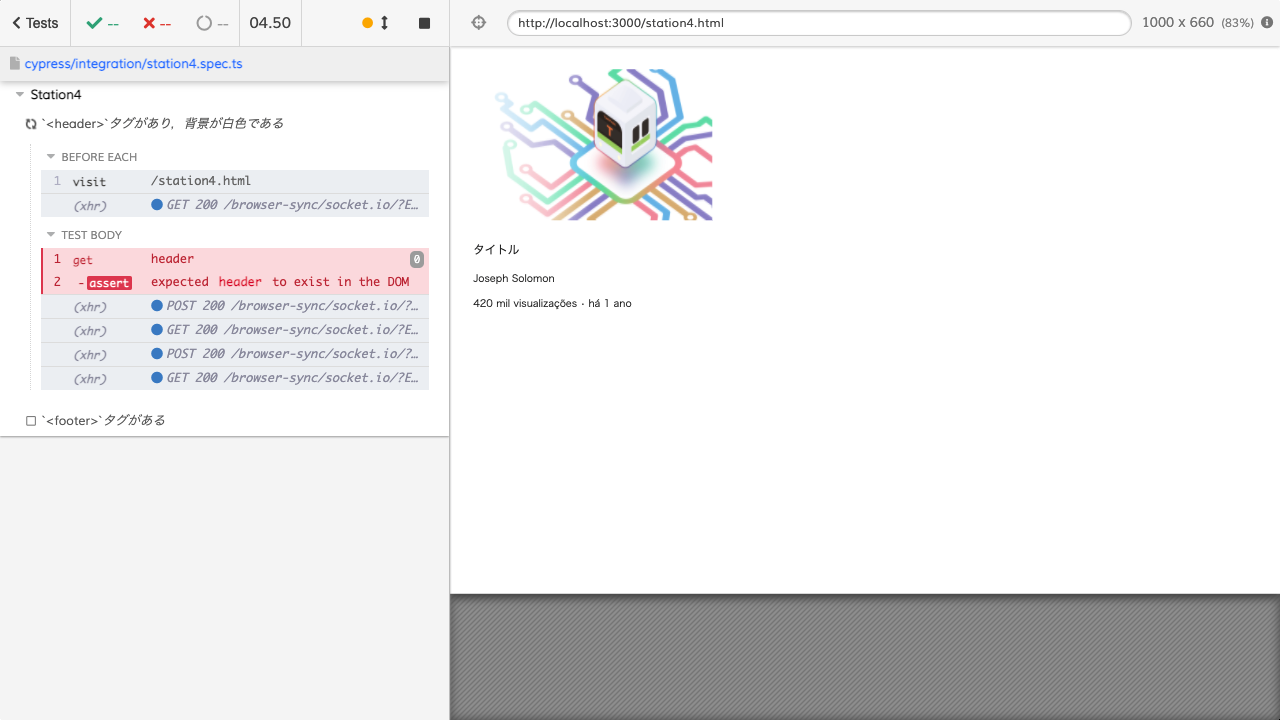 Tests
--
--
--
04.50
http://localhost:3000/station4.html
1000 x 660 (83%)
cypress/integration/station4.spec.ts
Station4
`<header>`タグがあり，背景が白色である
BEFORE EACH
1 visit /station4.html
(xhr) GET 200 /browser-sync/socket.io/?E…
TEST BODY
1 get header 0
2 -assert expected header to exist in the DOM
(xhr) POST 200 /browser-sync/socket.io/?…
(xhr) GET 200 /browser-sync/socket.io/?E…
(xhr) POST 200 /browser-sync/socket.io/?…
(xhr) GET 200 /browser-sync/socket.io/?E…
`<footer>`タグがある
タイトル
Joseph Solomon
420 mil visualizações · há 1 ano